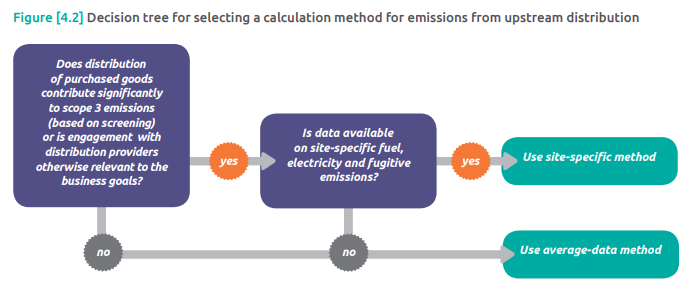 Figure [4.2] Decision tree for selecting a calculation method for emissions from upstream distribution
Does distribution
of purchased goods
contribute significantly
to scope 3 emissions
(based on screening)
or is engagement with
distribution providers
otherwise relevant to the
business goals?
yes
Is data available
on site-specific fuel,
electricity and fugitive
emissions?
yes
Use site-specific method
no
no
Use average-data method